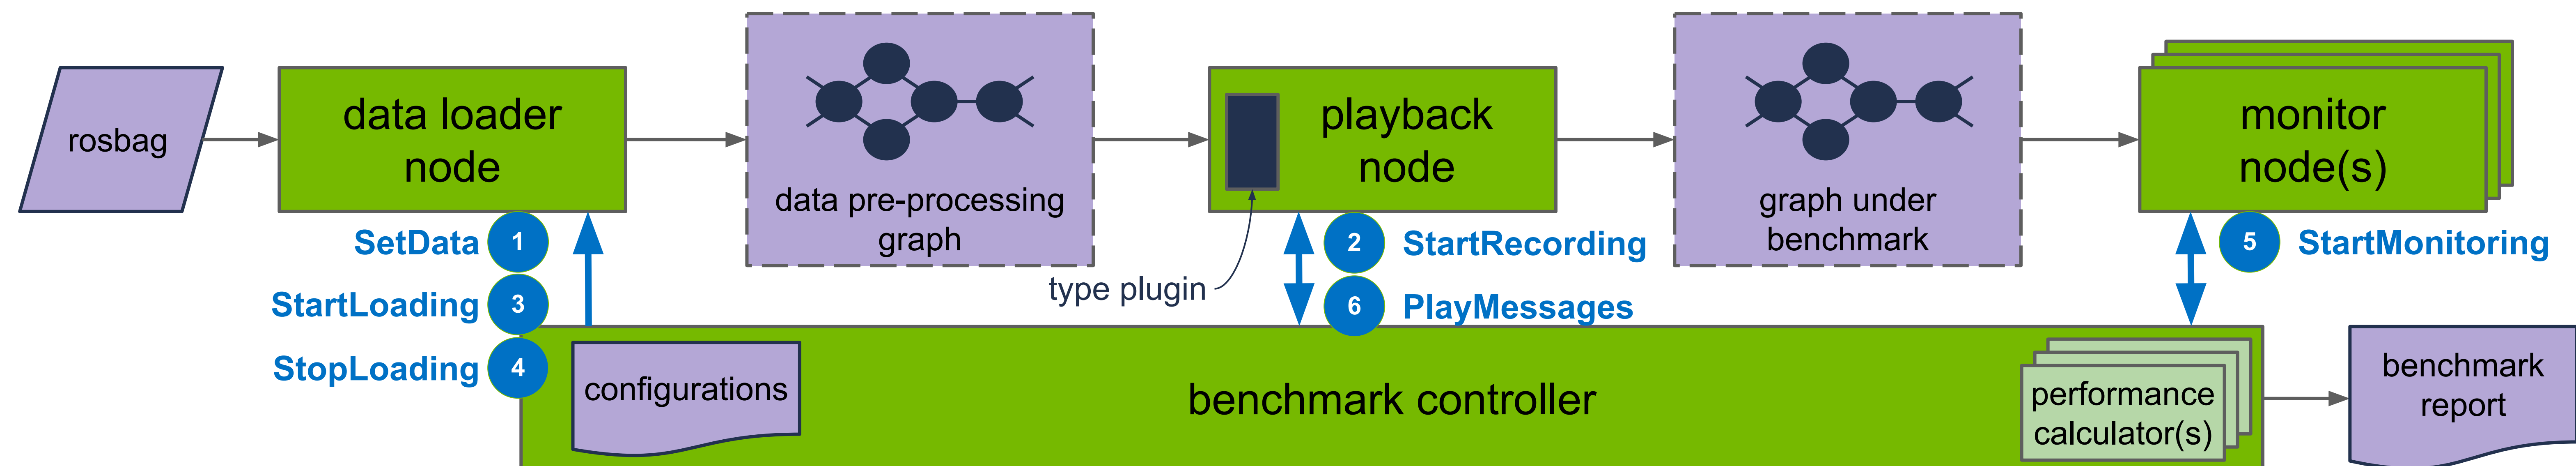 rosbag
data loader
node
data pre-processing
graph
playback
node
type plugin
graph under
benchmark
monitor
node(s)
SetData 1
StartLoading 3
StopLoading 4
2 StartRecording
6 PlayMessages
5 StartMonitoring
configurations
benchmark controller
performance
calculator(s)
benchmark
report